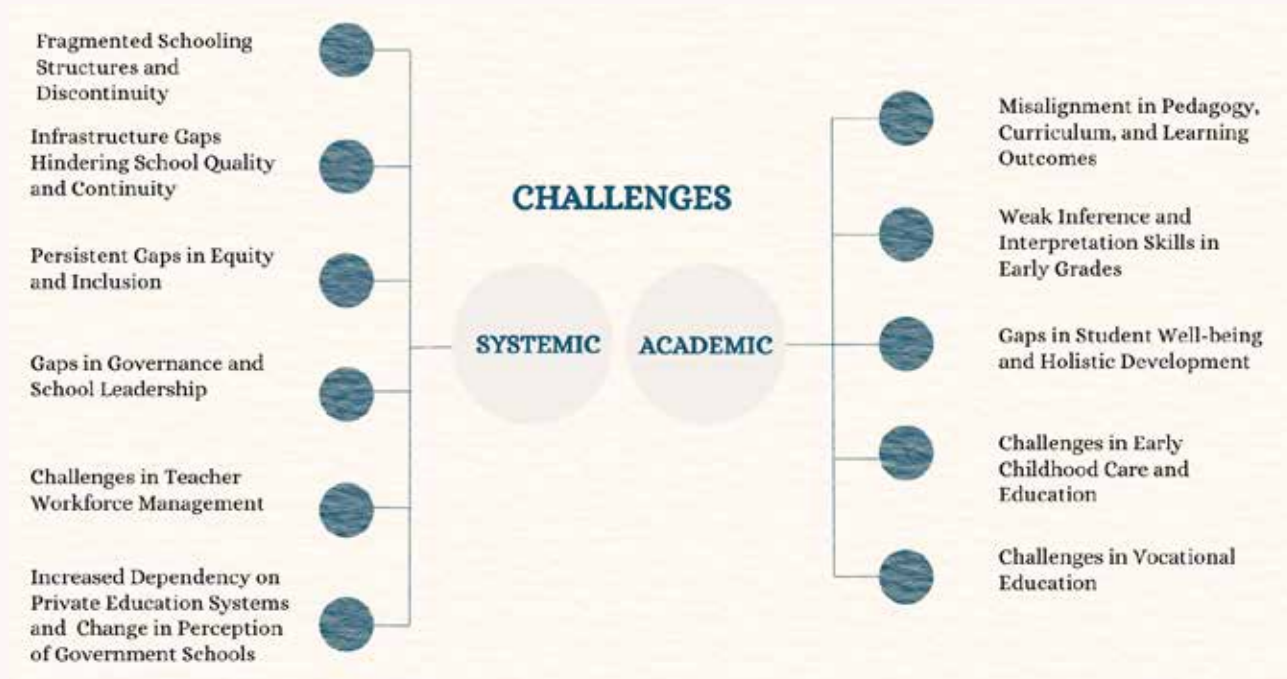 Fragmented Schooling
Structures and
Discontinuity
Infrastructure Gaps
Hindering School Quality
and Continuity
Persistent Gaps in Equity
and Inclusion
Gaps in Governance and
School Leadership
Challenges in Teacher
Workforce Management
Increased Dependency on
Private Education Systems
and Change in Perception
of Government Schools
CHALLENGES
SYSTEMIC
ACADEMIC
Misalignment in Pedagogy,
Curriculum, and Learning
Outcomes
Weak Inference and
Interpretation Skills in
Early Grades
Gaps in Student Well-being
and Holistic Development
Challenges in Early
Childhood Care and
Education
Challenges in Vocational
Education